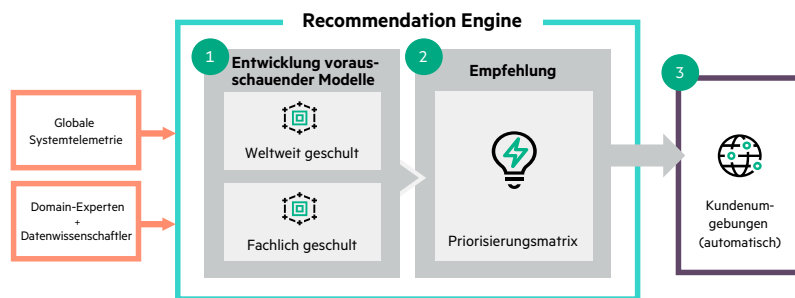 Recommendation Engine
1
Entwicklung voraus-
schauender Modelle
Weltweit geschult
Fachlich geschult
2
Empfehlung
Priorisierungsmatrix
3
Kundenum-
gebungen
(automatisch)
Globale
Systemtelemetrie
Domain-Experten
+
Datenwissenschaftler